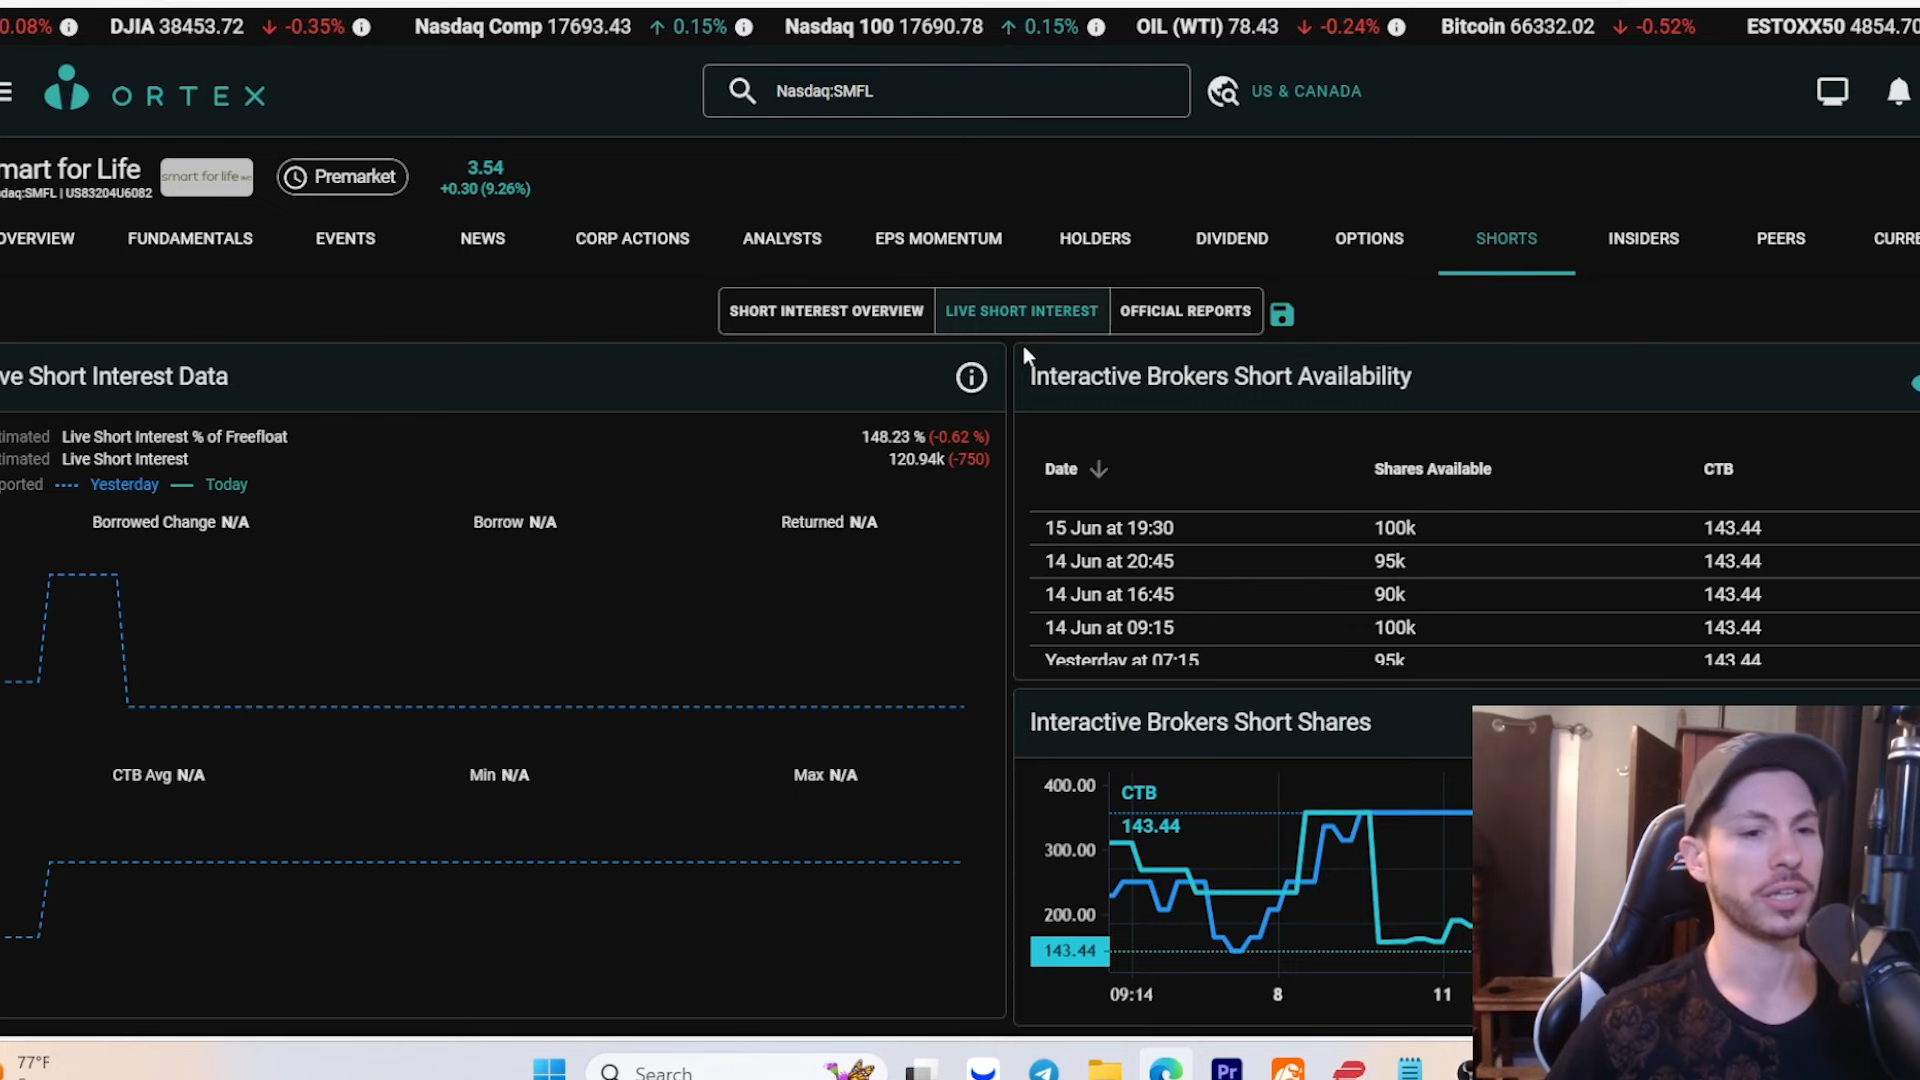 0.08% DJIA 38453.72 -0.35% Nasdaq Comp 17693.43 0.15% Nasdaq 100 17690.78 0.15% OIL (WTI) 78.43 -0.24% Bitcoin 66332.02 -0.52% ESTOXX50 4854.70
ORTEX
Nasdaq:SMFL
US & CANADA
mart for Life
smart for life
daq:SMFL | US83204U6082
Premarket
3.54
+0.30 (9.26%)
OVERVIEW FUNDAMENTALS EVENTS NEWS CORP ACTIONS ANALYSTS EPS MOMENTUM HOLDERS DIVIDEND OPTIONS SHORTS INSIDERS PEERS CURRE
SHORT INTEREST OVERVIEW LIVE SHORT INTEREST OFFICIAL REPORTS
ve Short Interest Data
timated Live Short Interest % of Freefloat 148.23 % (-0.62 %)
timated Live Short Interest 120.94k (-750)
ported Yesterday Today
Borrowed Change N/A Borrow N/A Returned N/A
CTB Avg N/A Min N/A Max N/A
Interactive Brokers Short Availability
Date Shares Available CTB
15 Jun at 19:30 100k 143.44
14 Jun at 20:45 95k 143.44
14 Jun at 16:45 90k 143.44
14 Jun at 09:15 100k 143.44
Yesterday at 07:15 95k 143.44
Interactive Brokers Short Shares
400.00
CTB
143.44
300.00
200.00
143.44
09:14 8 11
77°F
Search
Pr